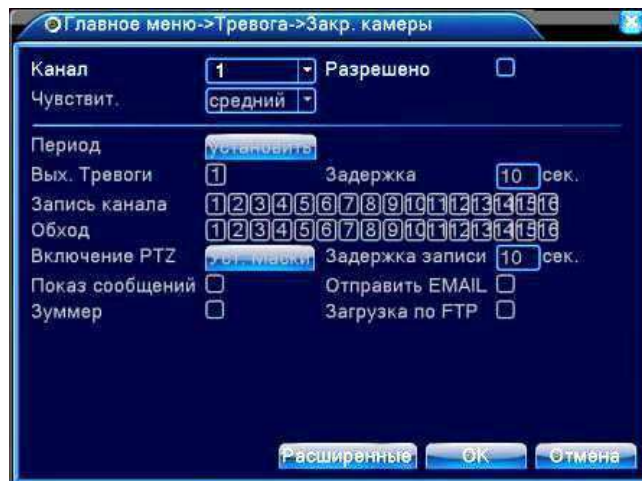 Главное меню->Тревога->Закр. камеры
Канал 1 Разрешено
Чувствит. средний
Период Установить
Вых. Тревоги 1 Задержка 10 сек.
Запись канала 1 2 3 4 5 6 7 8 9 10 11 12 13 14 15 16
Обход 1 2 3 4 5 6 7 8 9 10 11 12 13 14 15 16
Включение PTZ Уст. Маски Задержка записи 10 сек.
Показ сообщений Отправить EMAIL
Зуммер Загрузка по FTP
Расширенные OK Отмена